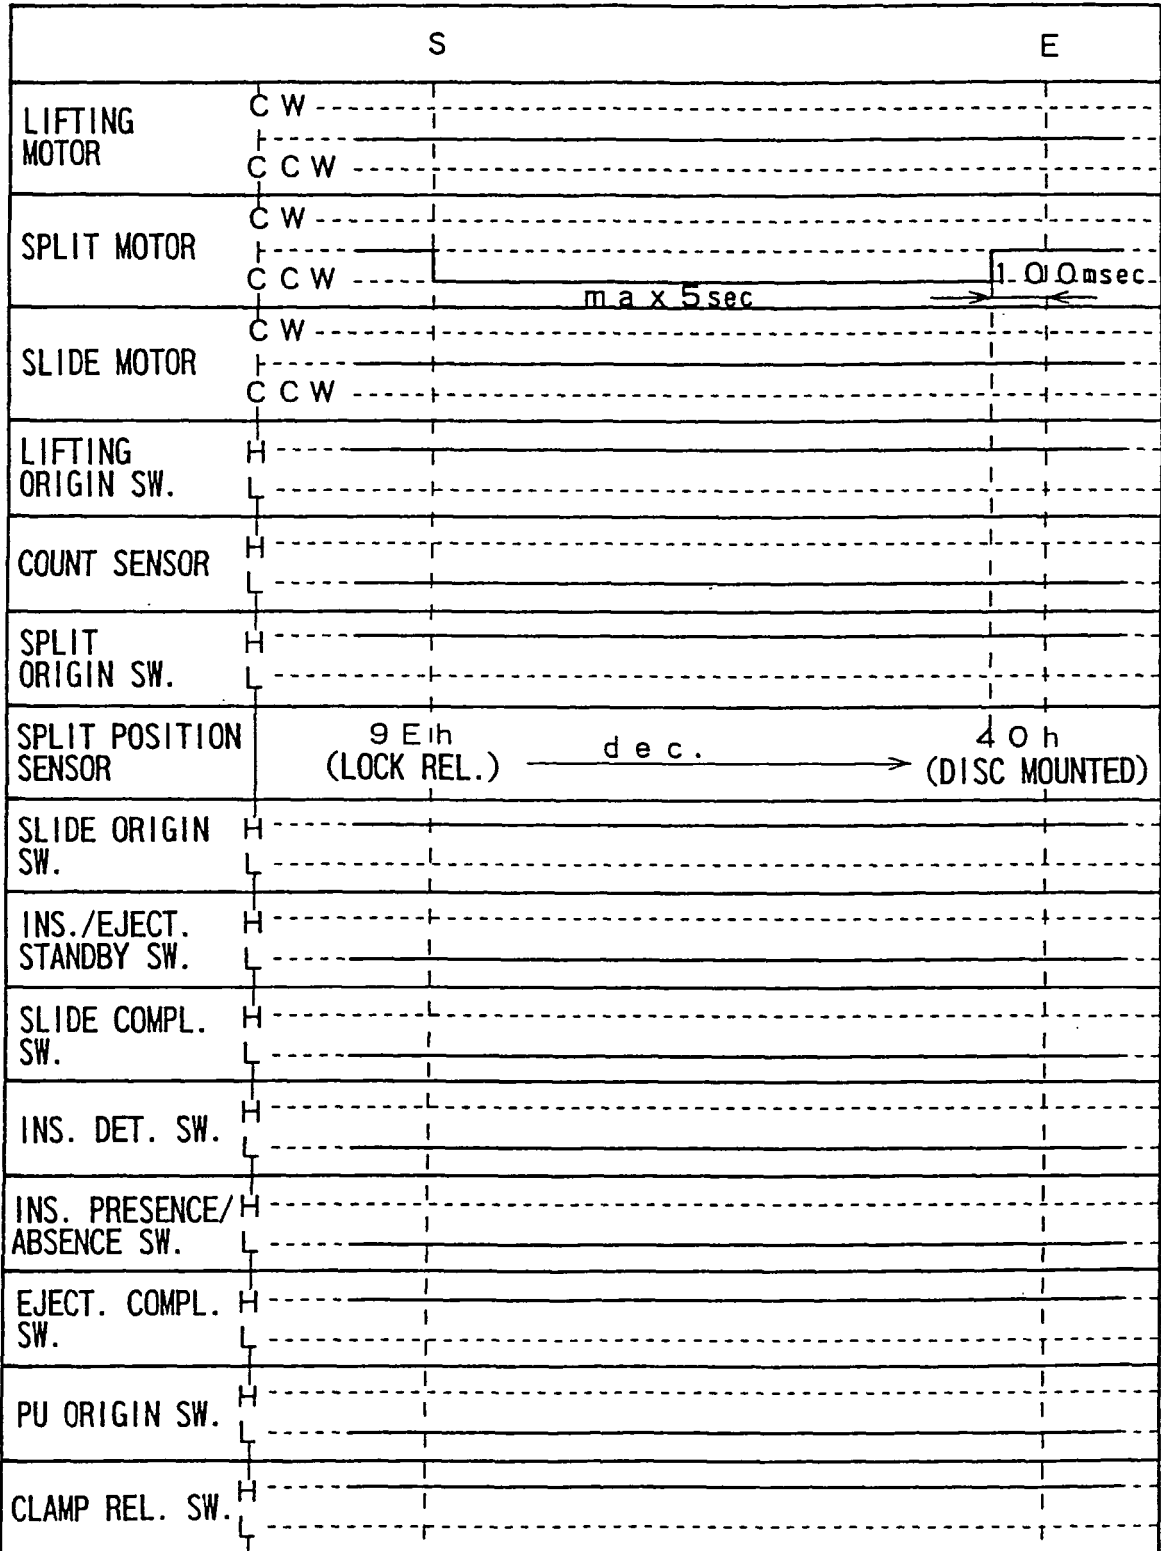 S E
LIFTING MOTOR
CW
CCW
SPLIT MOTOR
CW
CCW
max 5sec
100msec
SLIDE MOTOR
CW
CCW
LIFTING ORIGIN SW.
H
L
COUNT SENSOR
H
L
SPLIT ORIGIN SW.
H
L
SPLIT POSITION SENSOR
9Eh
(LOCK REL.)
dec.
40h
(DISC MOUNTED)
SLIDE ORIGIN SW.
H
L
INS./EJECT. STANDBY SW.
H
L
SLIDE COMPL. SW.
H
L
INS. DET. SW.
H
L
INS. PRESENCE/ ABSENCE SW.
H
L
EJECT. COMPL. SW.
H
L
PU ORIGIN SW.
H
L
CLAMP REL. SW.
H
L